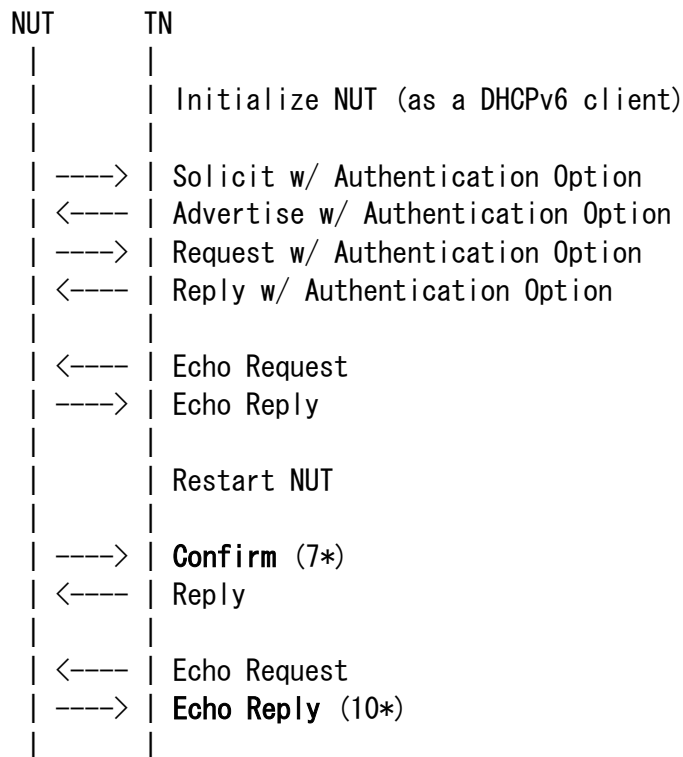 NUT TN
| |
| | Initialize NUT (as a DHCPv6 client)
| |
| ----> | Solicit w/ Authentication Option
| <---- | Advertise w/ Authentication Option
| ----> | Request w/ Authentication Option
| <---- | Reply w/ Authentication Option
| |
| <---- | Echo Request
| ----> | Echo Reply
| |
| | Restart NUT
| |
| ----> | Confirm (7*)
| <---- | Reply
| |
| <---- | Echo Request
| ----> | Echo Reply (10*)
| |